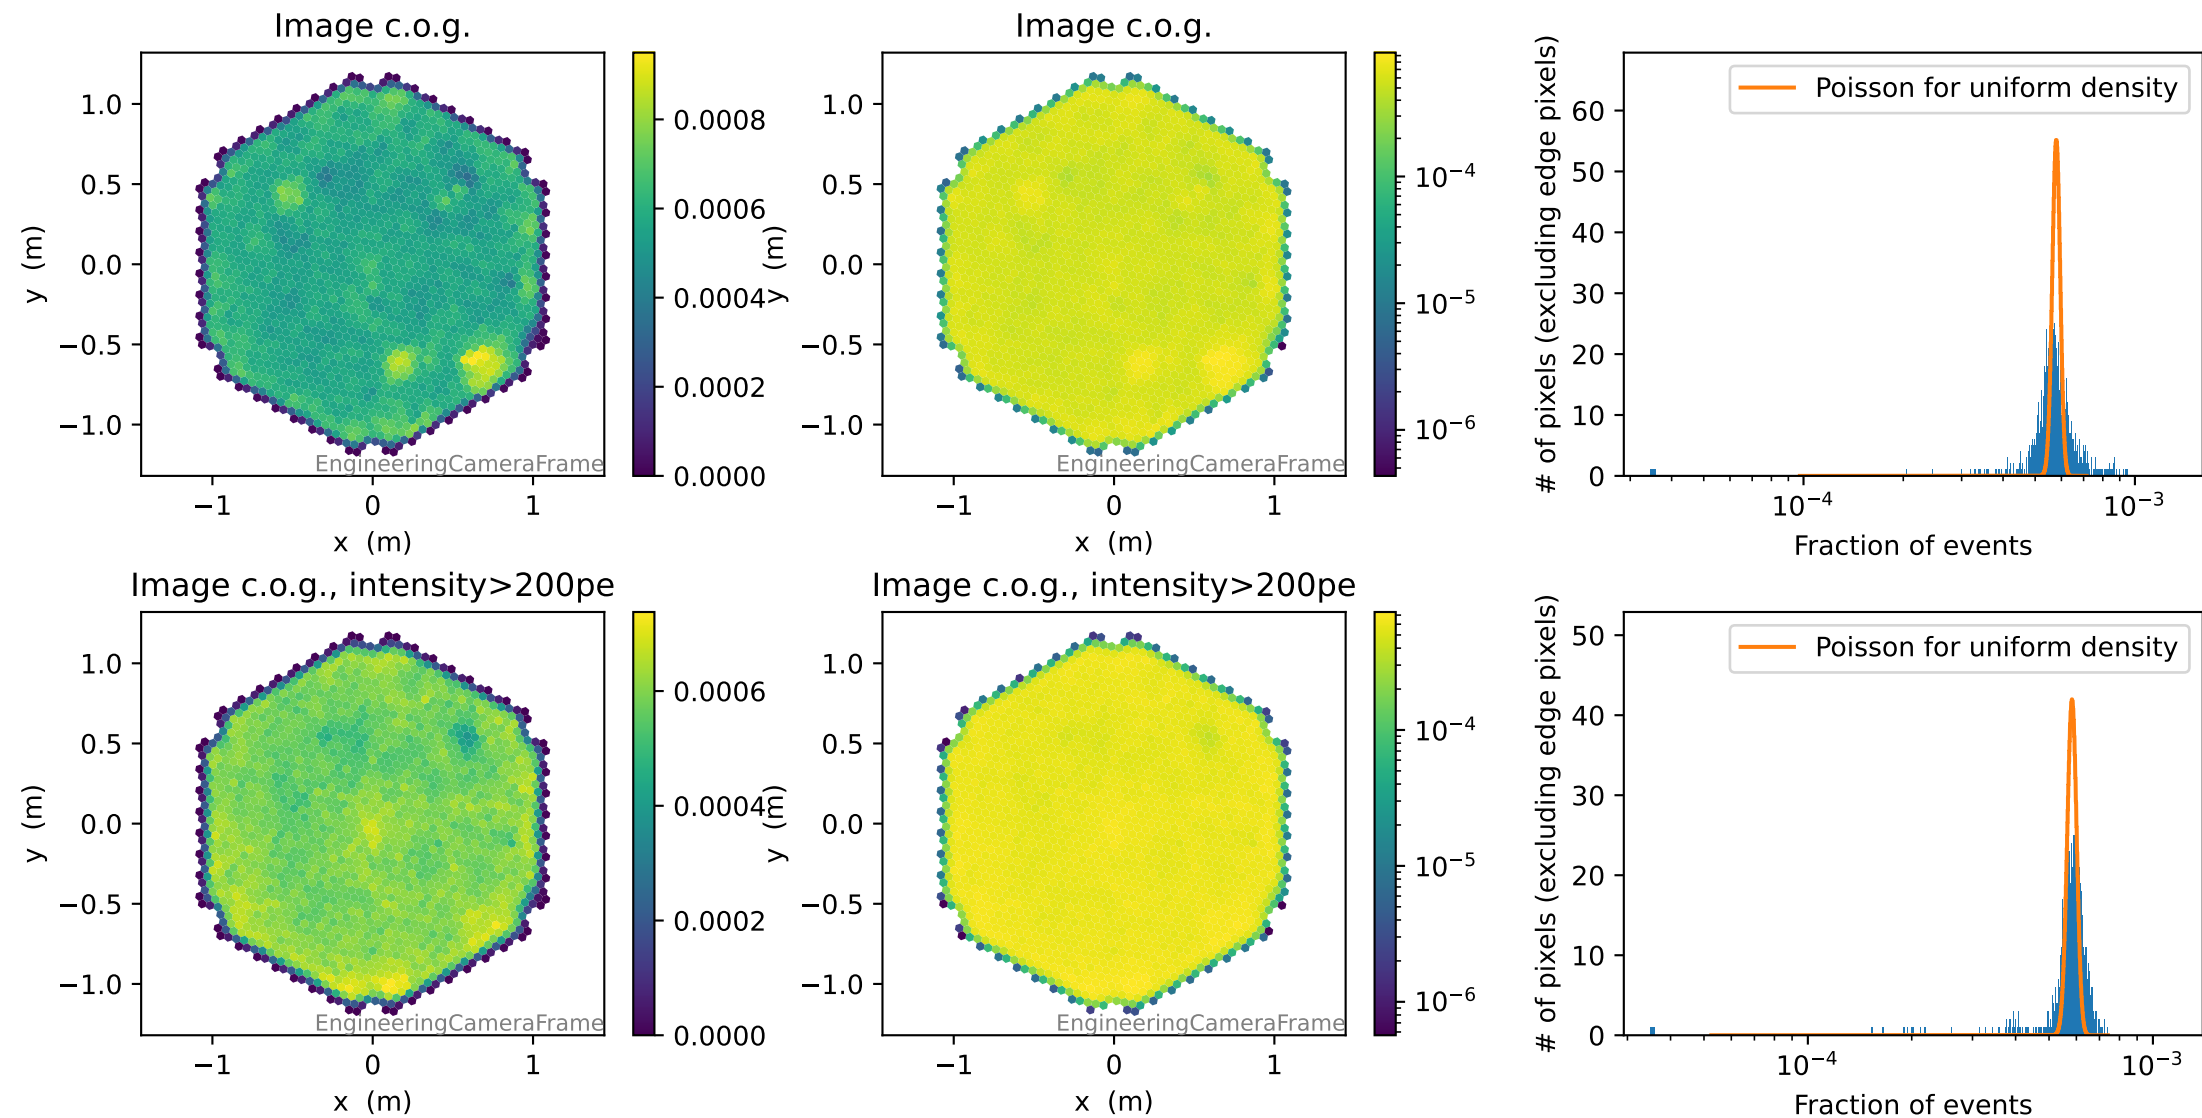 Image c.o.g.
y (m)
1.0
0.5
0.0
−0.5
−1.0
EngineeringCameraFrame
−1 0 1
x (m)
0.0008
0.0006
0.0004
0.0002
0.0000
Image c.o.g.
y (m)
1.0
0.5
0.0
−0.5
−1.0
EngineeringCameraFrame
−1 0 1
x (m)
10⁻⁴
10⁻⁵
10⁻⁶
# of pixels (excluding edge pixels)
60
50
40
30
20
10
0
Poisson for uniform density
10⁻⁴ 10⁻³
Fraction of events
Image c.o.g., intensity>200pe
y (m)
1.0
0.5
0.0
−0.5
−1.0
EngineeringCameraFrame
−1 0 1
x (m)
0.0006
0.0004
0.0002
0.0000
Image c.o.g., intensity>200pe
y (m)
1.0
0.5
0.0
−0.5
−1.0
EngineeringCameraFrame
−1 0 1
x (m)
10⁻⁴
10⁻⁵
10⁻⁶
# of pixels (excluding edge pixels)
50
40
30
20
10
0
Poisson for uniform density
10⁻⁴ 10⁻³
Fraction of events